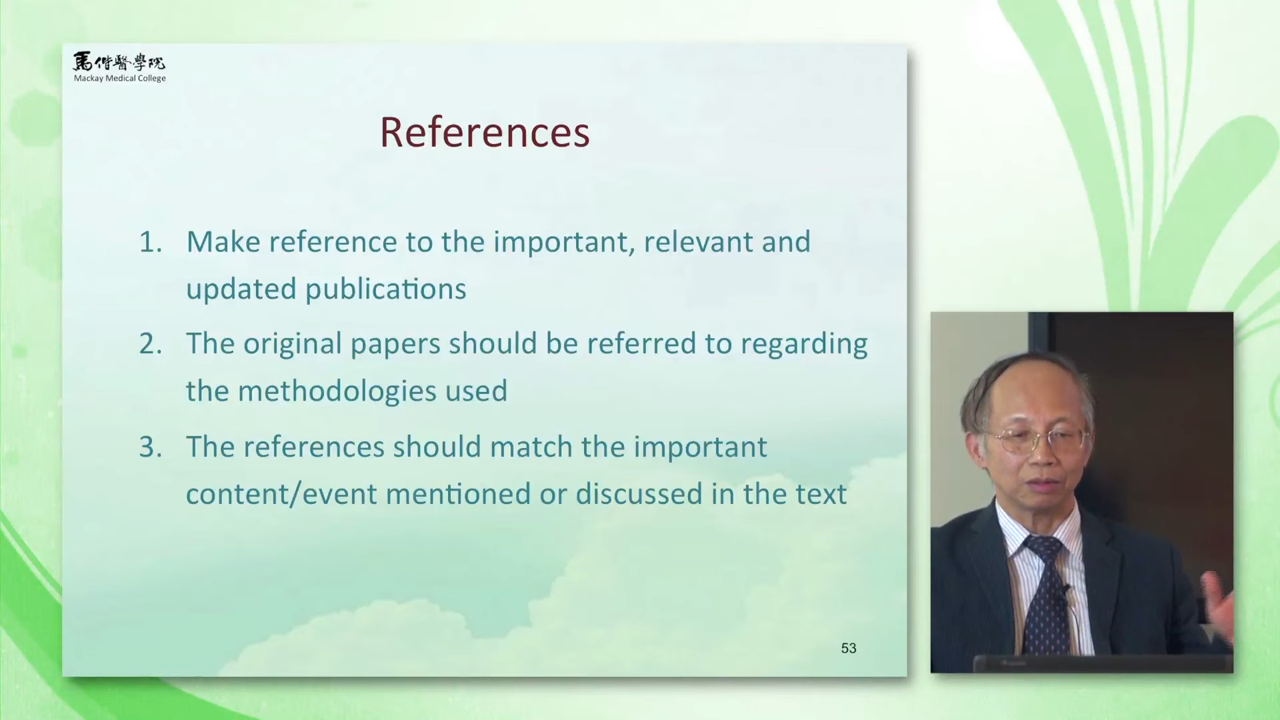 馬偕醫學院
Mackay Medical College
References
1. Make reference to the important, relevant and
updated publications
2. The original papers should be referred to regarding
the methodologies used
3. The references should match the important
content/event mentioned or discussed in the text
53